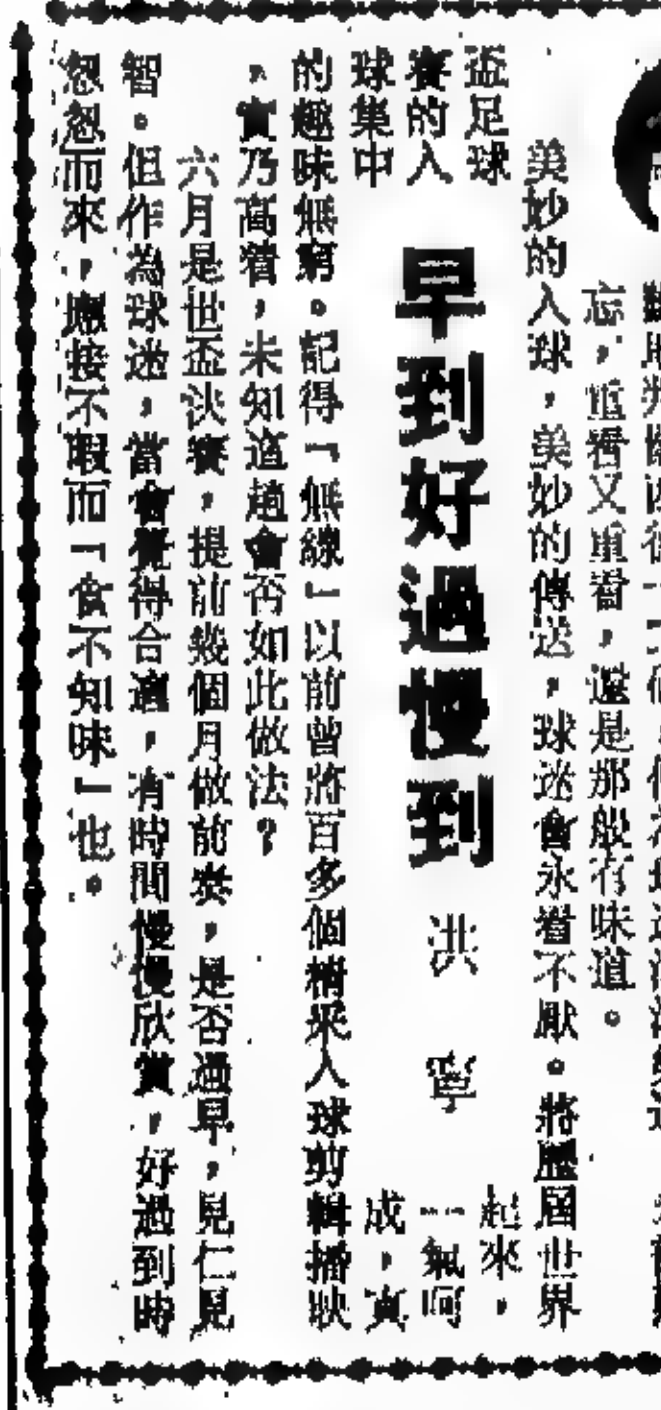 忘,重看又重看,還是那般有味道。
美妙的入球,美妙的傳送,球迷會永看不厭。將歷屆世界
盃足球
賽的入
球集中
早到好過慢到
洪寧
起來,
一氣呵
成,真
的趣味無窮。記得「無線」以前曾將百多個精采入球剪輯播映
,實乃高着,未知這趟會否如此做法?
六月是世盃決賽,提前幾個月做前奏,是否過早,見仁見
智。但作為球迷,當會覺得合適,有時間慢慢欣賞,好過到時
怱怱而來,應接不暇而「食不知味」也。